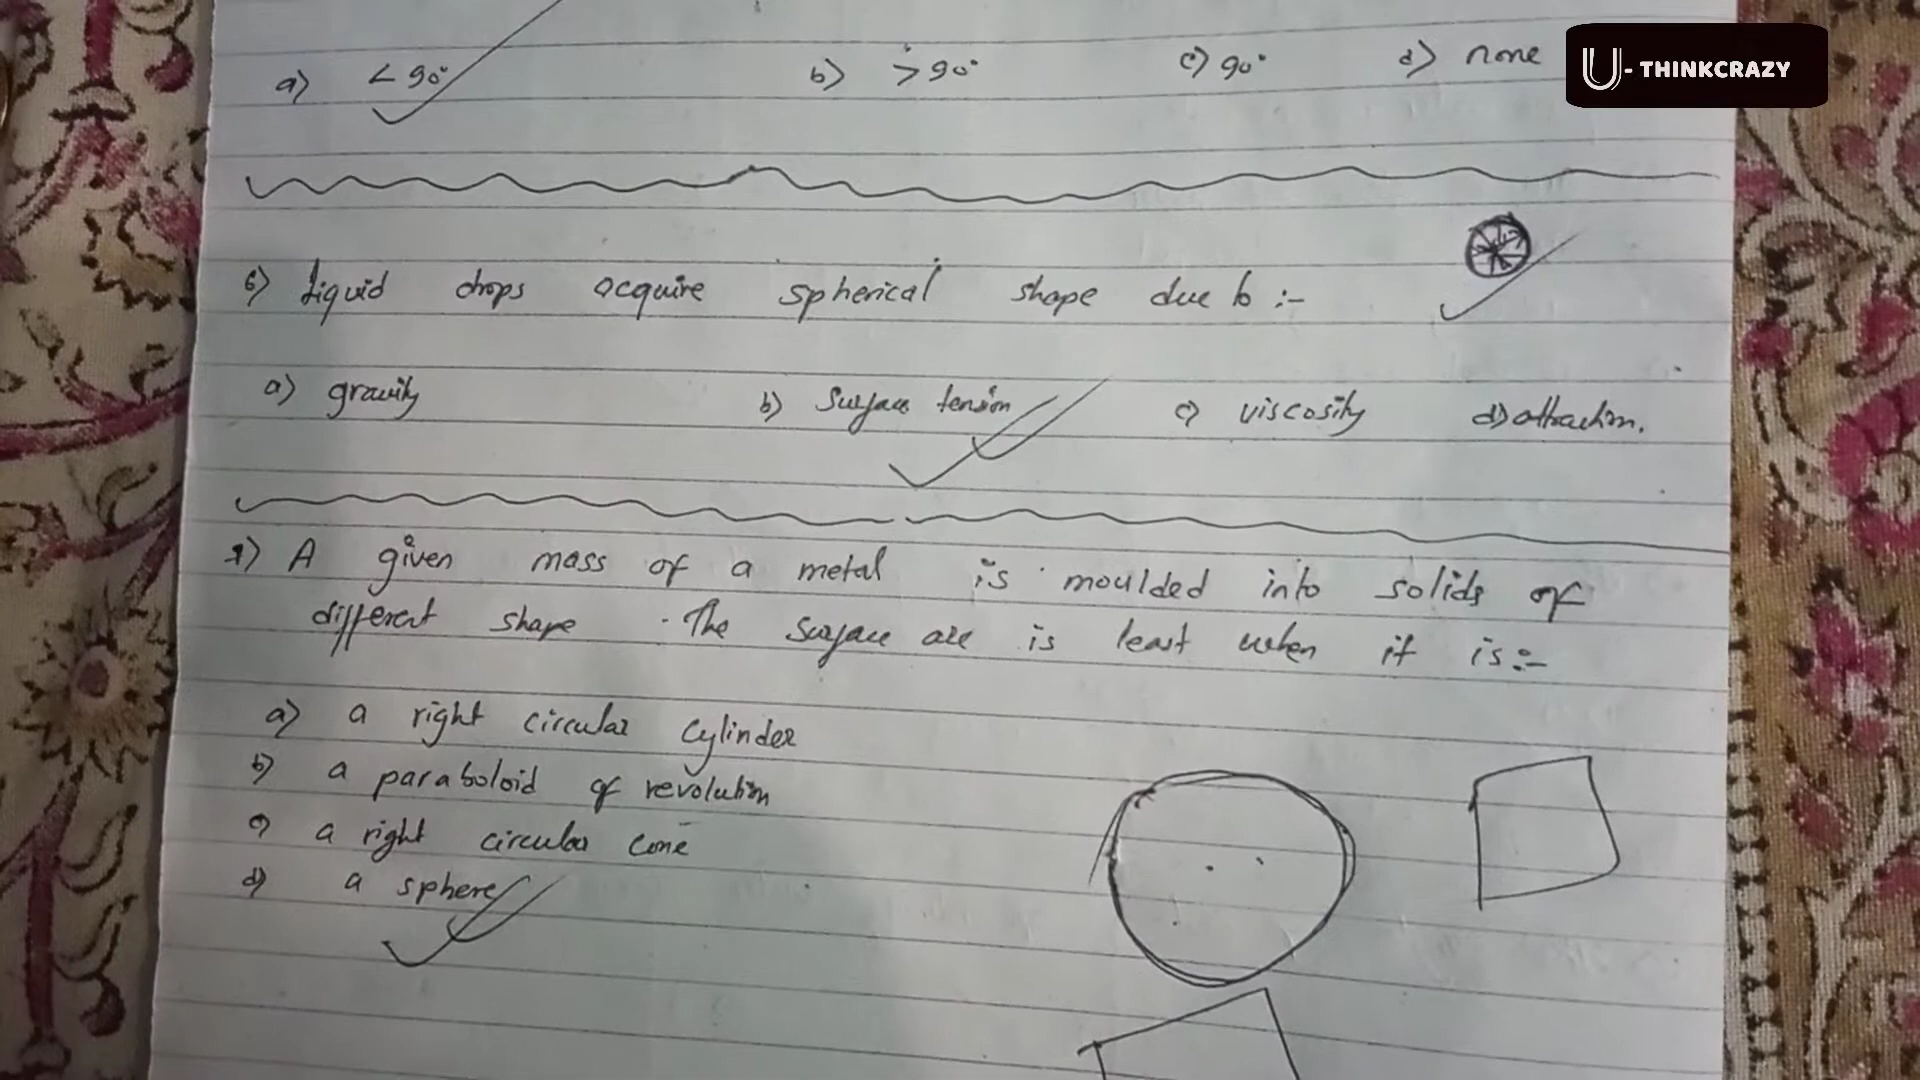 a) < 90° b) > 90° c) 90° d) none
U - THINKCRAZY
6) Liquid drops acquire spherical shape due to :-
a) gravity b) Surface tension c) viscosity d) attraction.
7) A given mass of a metal is moulded into solids of
different shape . The surface are is least when it is :-
a) a right circular cylinder
b) a paraboloid of revolution
c) a right circular cone
d) a sphere